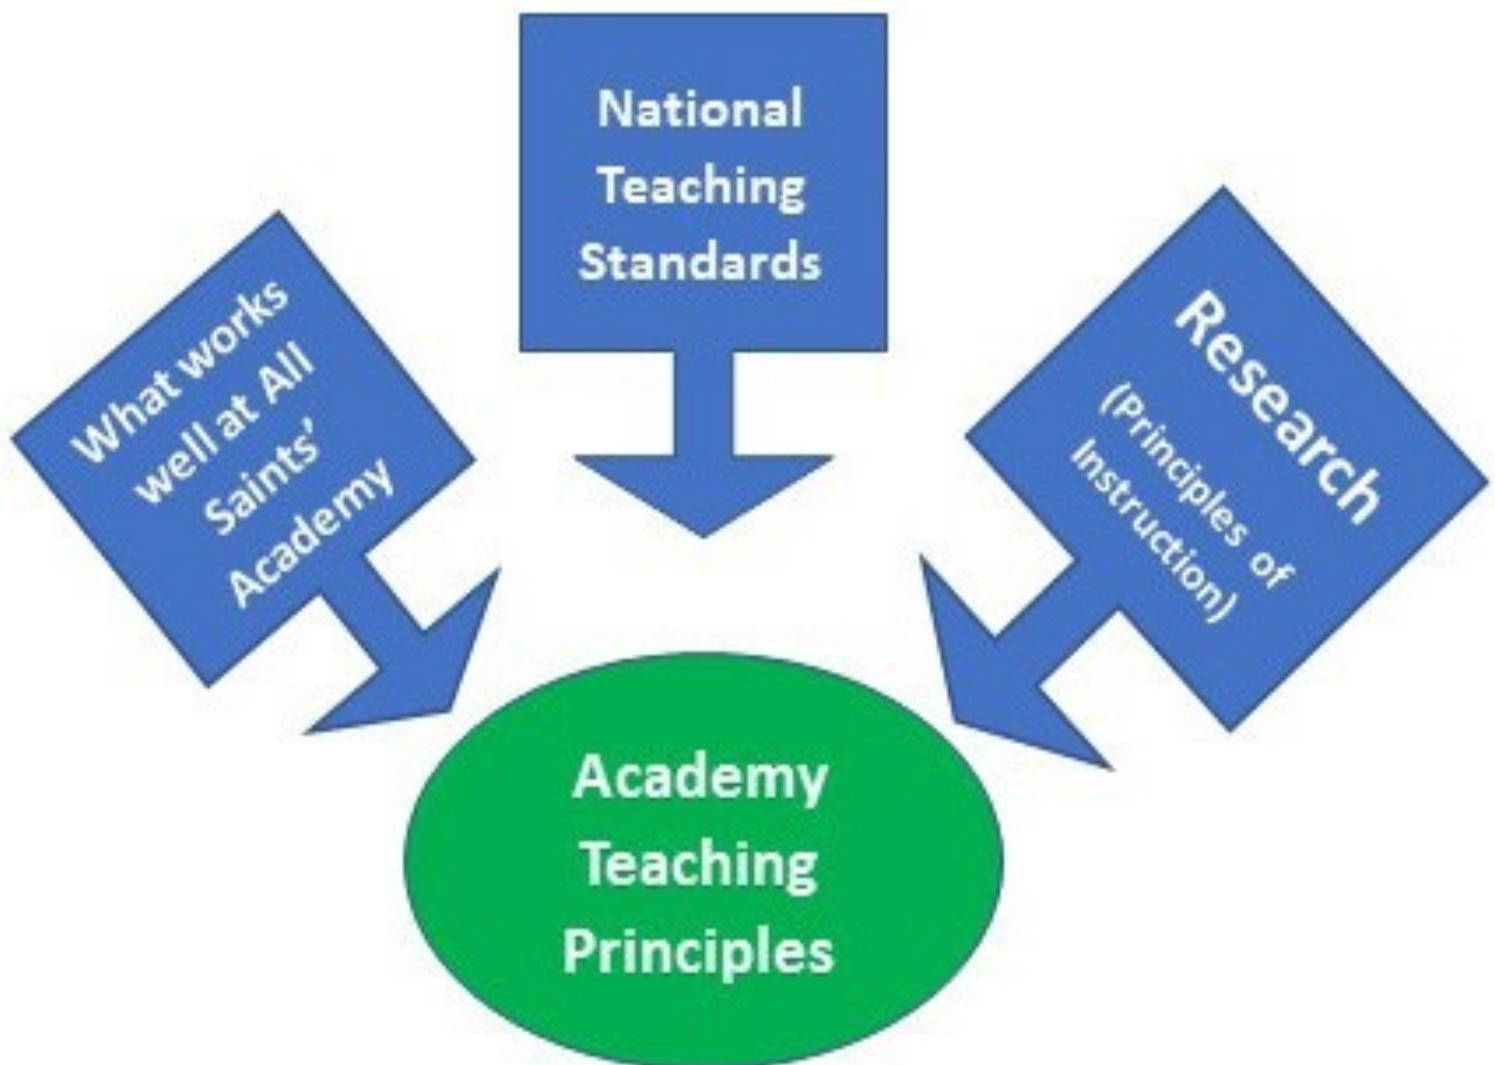 What works
well at All
Saints'
Academy
National
Teaching
Standards
Research
(Principles of
Instruction)
Academy
Teaching
Principles